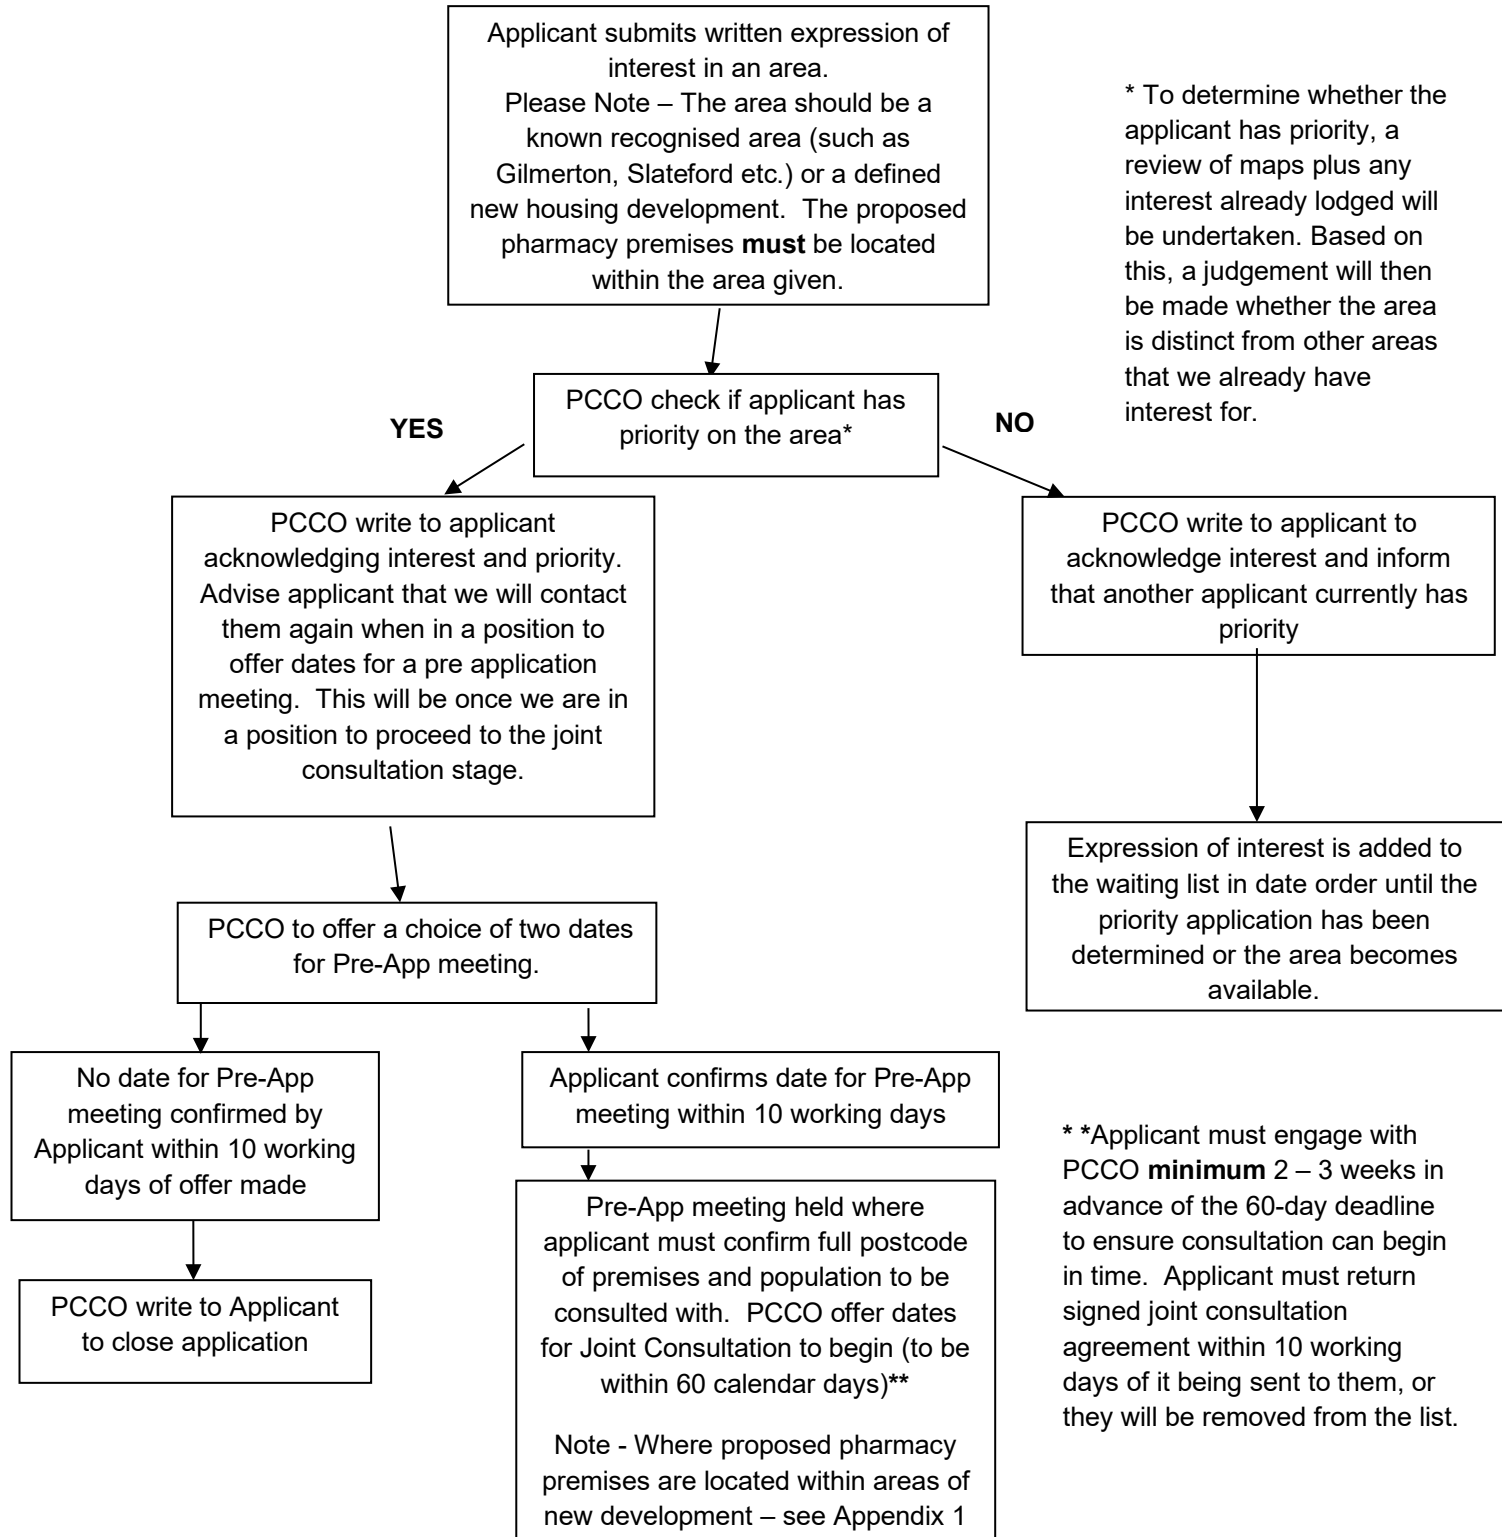 Applicant submits written expression of
interest in an area.
Please Note – The area should be a
known recognised area (such as
Gilmerton, Slateford etc.) or a defined
new housing development.  The proposed
pharmacy premises must be located
within the area given.
* To determine whether the
applicant has priority, a
review of maps plus any
interest already lodged will
be undertaken. Based on
this, a judgement will then
be made whether the area
is distinct from other areas
that we already have
interest for.
PCCO check if applicant has
priority on the area*
YES
NO
PCCO write to applicant
acknowledging interest and priority.
Advise applicant that we will contact
them again when in a position to
offer dates for a pre application
meeting.  This will be once we are in
a position to proceed to the joint
consultation stage.
PCCO write to applicant to
acknowledge interest and inform
that another applicant currently has
priority
Expression of interest is added to
the waiting list in date order until the
priority application has been
determined or the area becomes
available.
PCCO to offer a choice of two dates
for Pre-App meeting.
No date for Pre-App
meeting confirmed by
Applicant within 10 working
days of offer made
PCCO write to Applicant
to close application
Applicant confirms date for Pre-App
meeting within 10 working days
Pre-App meeting held where
applicant must confirm full postcode
of premises and population to be
consulted with.  PCCO offer dates
for Joint Consultation to begin (to be
within 60 calendar days)**
Note - Where proposed pharmacy
premises are located within areas of
new development – see Appendix 1
* *Applicant must engage with
PCCO minimum 2 – 3 weeks in
advance of the 60-day deadline
to ensure consultation can begin
in time.  Applicant must return
signed joint consultation
agreement within 10 working
days of it being sent to them, or
they will be removed from the list.